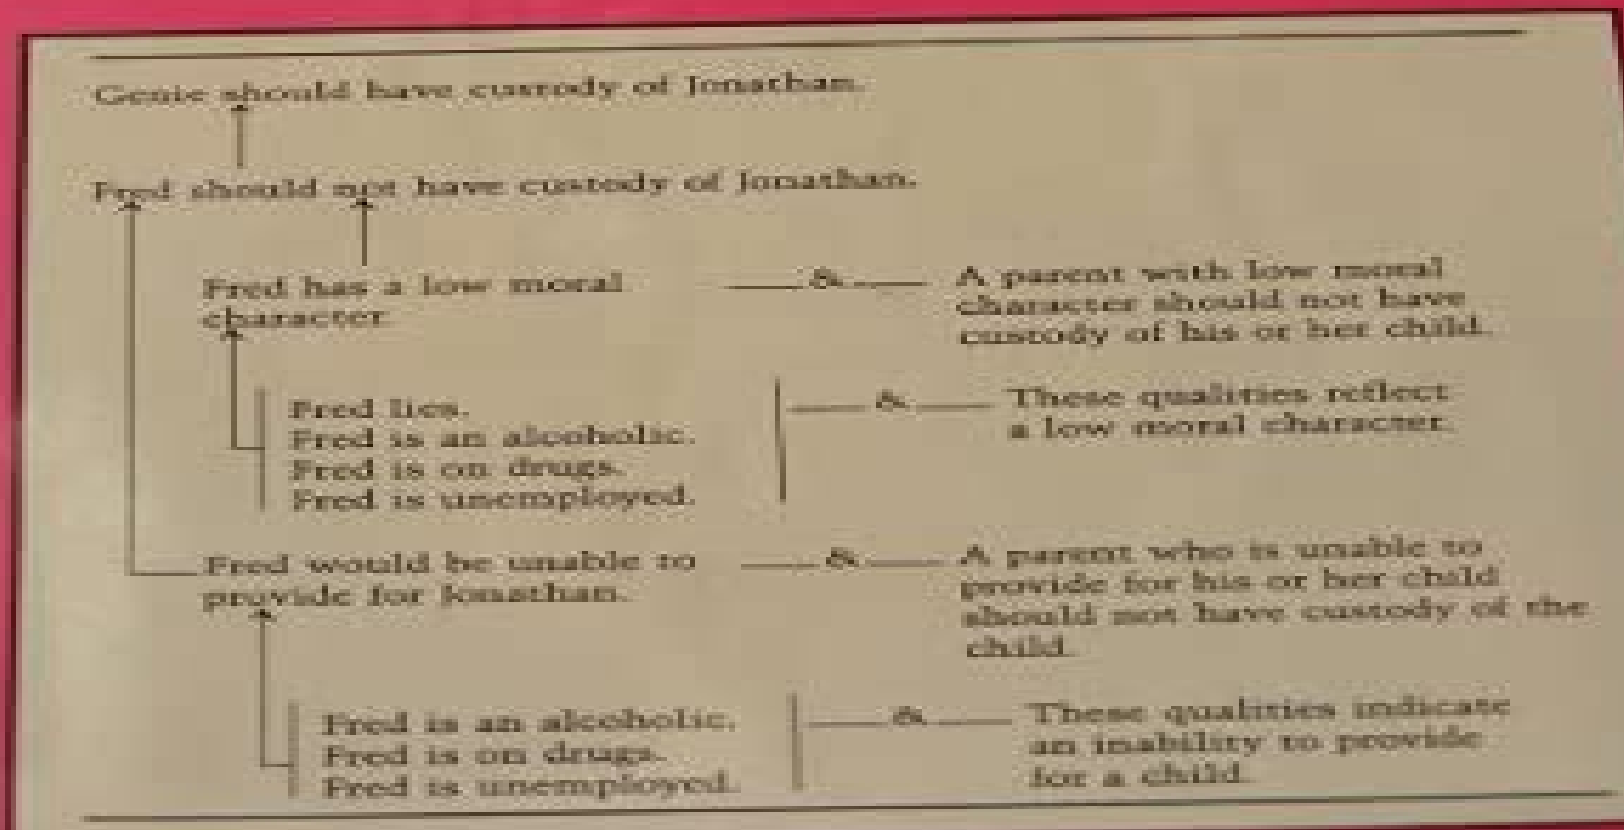 Genie should have custody of Jonathan.
Fred should not have custody of Jonathan.
Fred has a low moral
character
&
A parent with low moral
character should not have
custody of his or her child.
Fred lies.
Fred is an alcoholic.
Fred is on drugs.
Fred is unemployed.
&
These qualities reflect
a low moral character.
Fred would be unable to
provide for Jonathan.
&
A parent who is unable to
provide for his or her child
should not have custody of the
child.
Fred is an alcoholic.
Fred is on drugs.
Fred is unemployed.
&
These qualities indicate
an inability to provide
for a child.